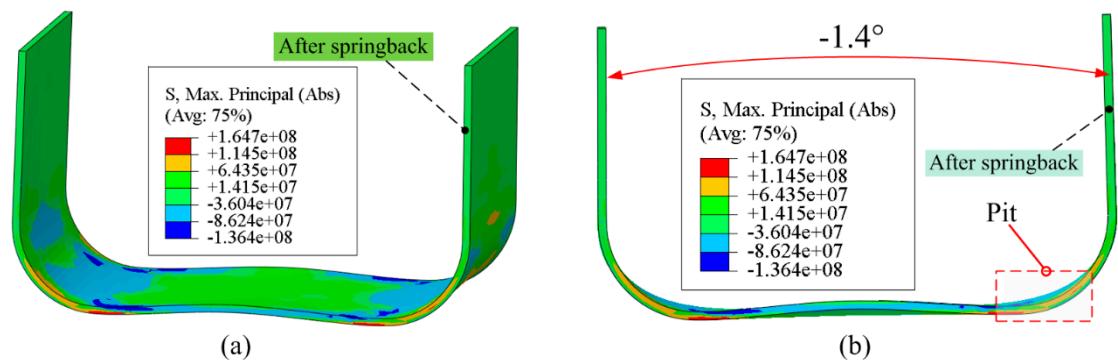 After springback
S, Max. Principal (Abs)
(Avg: 75%)
+1.647e+08
+1.145e+08
+6.435e+07
+1.415e+07
-3.604e+07
-8.624e+07
-1.364e+08
(a)
-1.4°
S, Max. Principal (Abs)
(Avg: 75%)
+1.647e+08
+1.145e+08
+6.435e+07
+1.415e+07
-3.604e+07
-8.624e+07
-1.364e+08
After springback
Pit
(b)